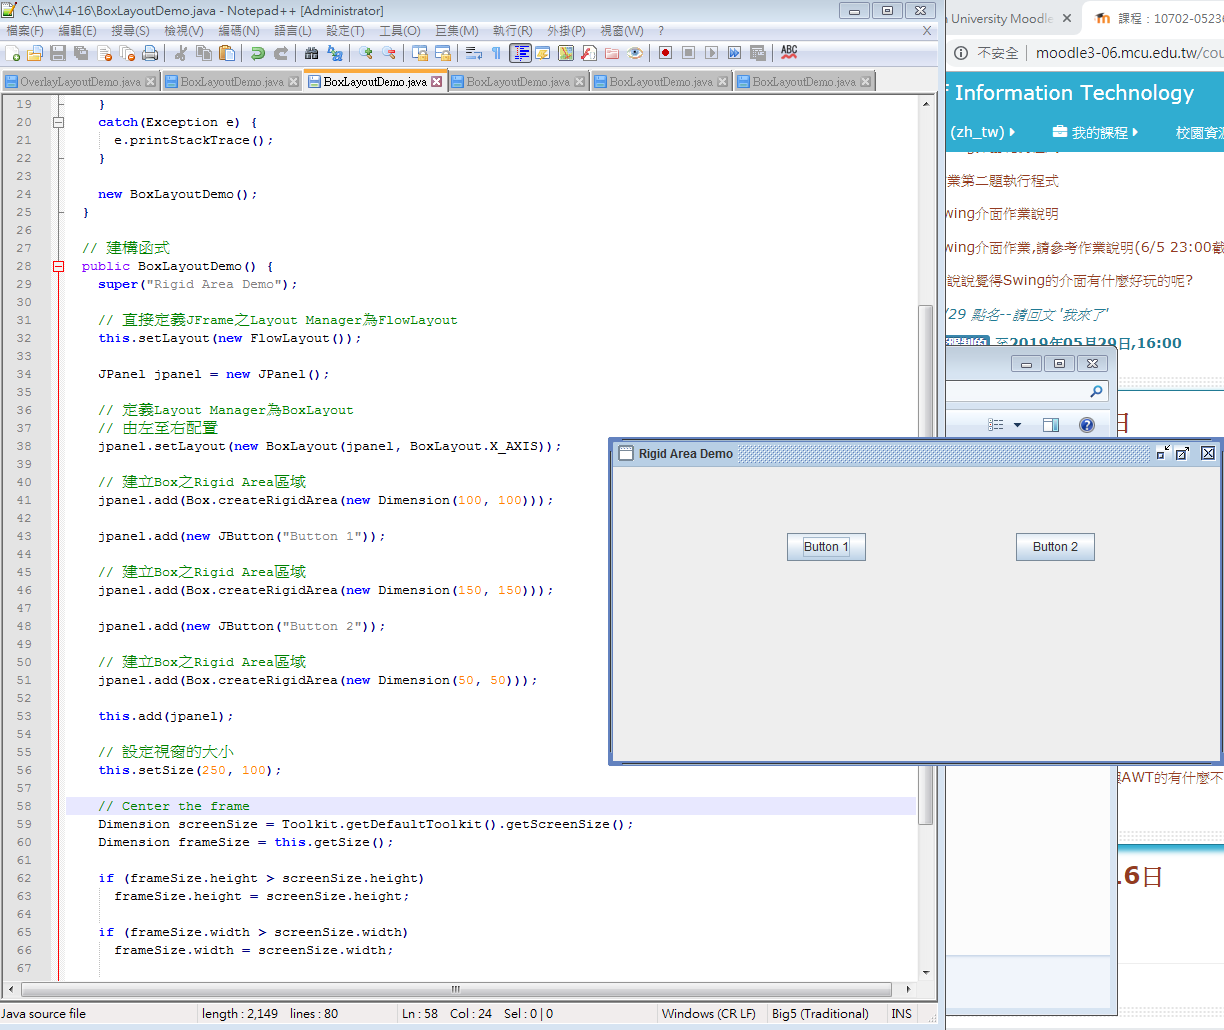 C:\hw\14-16\BoxLayoutDemo.java - Notepad++ [Administrator]
檔案(F) 編輯(E) 搜尋(S) 檢視(V) 編碼(N) 語言(L) 設定(T) 工具(O) 巨集(M) 執行(R) 外掛(P) 視窗(W) ? X
OverlayLayoutDemo.java BoxLayoutDemo.java BoxLayoutDemo.java BoxLayoutDemo.java BoxLayoutDemo.java BoxLayoutDemo.java
19 }
20 catch(Exception e) {
21 e.printStackTrace();
22 }
23
24 new BoxLayoutDemo();
25 }
26
27 // 建構函式
28 public BoxLayoutDemo() {
29 super("Rigid Area Demo");
30
31 // 直接定義JFrame之Layout Manager為FlowLayout
32 this.setLayout(new FlowLayout());
33
34 JPanel jpanel = new JPanel();
35
36 // 定義Layout Manager為BoxLayout
37 // 由左至右配置
38 jpanel.setLayout(new BoxLayout(jpanel, BoxLayout.X_AXIS));
39
40 // 建立Box之Rigid Area區域
41 jpanel.add(Box.createRigidArea(new Dimension(100, 100)));
42
43 jpanel.add(new JButton("Button 1"));
44
45 // 建立Box之Rigid Area區域
46 jpanel.add(Box.createRigidArea(new Dimension(150, 150)));
47
48 jpanel.add(new JButton("Button 2"));
49
50 // 建立Box之Rigid Area區域
51 jpanel.add(Box.createRigidArea(new Dimension(50, 50)));
52
53 this.add(jpanel);
54
55 // 設定視窗的大小
56 this.setSize(250, 100);
57
58 // Center the frame
59 Dimension screenSize = Toolkit.getDefaultToolkit().getScreenSize();
60 Dimension frameSize = this.getSize();
61
62 if (frameSize.height > screenSize.height)
63 frameSize.height = screenSize.height;
64
65 if (frameSize.width > screenSize.width)
66 frameSize.width = screenSize.width;
67
Java source file length : 2,149 lines : 80 Ln : 58 Col : 24 Sel : 0 | 0 Windows (CR LF) Big5 (Traditional) INS
University Moodle 課程：10702-0523
不安全 moodle3-06.mcu.edu.tw/cou
f Information Technology
(zh_tw) 我的課程 校園資源
業第二題執行程式
wing介面作業說明
wing介面作業,請參考作業說明(6/5 23:00截
說說覺得Swing的介面有什麼好玩的呢?
/29 點名--請回文 '我來了'
至2019年05月29日,16:00
日
Rigid Area Demo
Button 1 Button 2
AWT的有什麼不
.6日